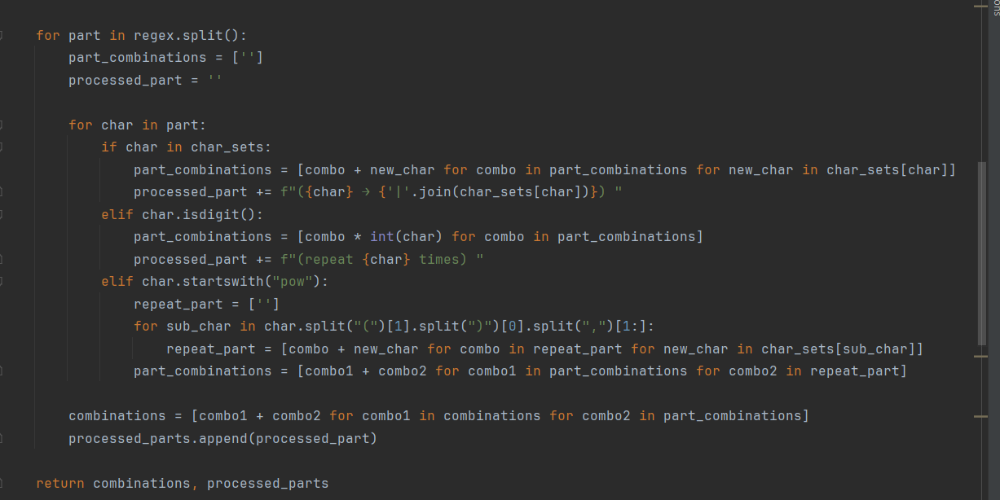 for part in regex.split():
    part_combinations = ['']
    processed_part = ''

    for char in part:
        if char in char_sets:
            part_combinations = [combo + new_char for combo in part_combinations for new_char in char_sets[char]]
            processed_part += f"({char} → {'|'.join(char_sets[char])}) "
        elif char.isdigit():
            part_combinations = [combo * int(char) for combo in part_combinations]
            processed_part += f"(repeat {char} times) "
        elif char.startswith("pow"):
            repeat_part = ['']
            for sub_char in char.split("(")[1].split(")")[0].split(",")[1:]:
                repeat_part = [combo + new_char for combo in repeat_part for new_char in char_sets[sub_char]]
            part_combinations = [combo1 + combo2 for combo1 in part_combinations for combo2 in repeat_part]

    combinations = [combo1 + combo2 for combo1 in combinations for combo2 in part_combinations]
    processed_parts.append(processed_part)

return combinations, processed_parts